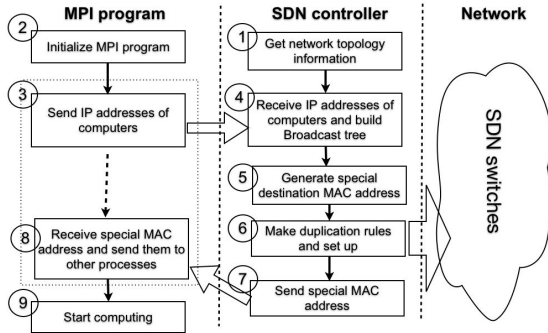 MPI program
SDN controller
Network
2
Initialize MPI program
1
Get network topology
information
3
Send IP addresses of
computers
4
Receive IP addresses of
computers and build
Broadcast tree
5
Generate special
destination MAC address
6
Make duplication rules
and set up
7
Send special MAC
address
8
Receive special MAC
address and send them to
other processes
9
Start computing
SDN switches